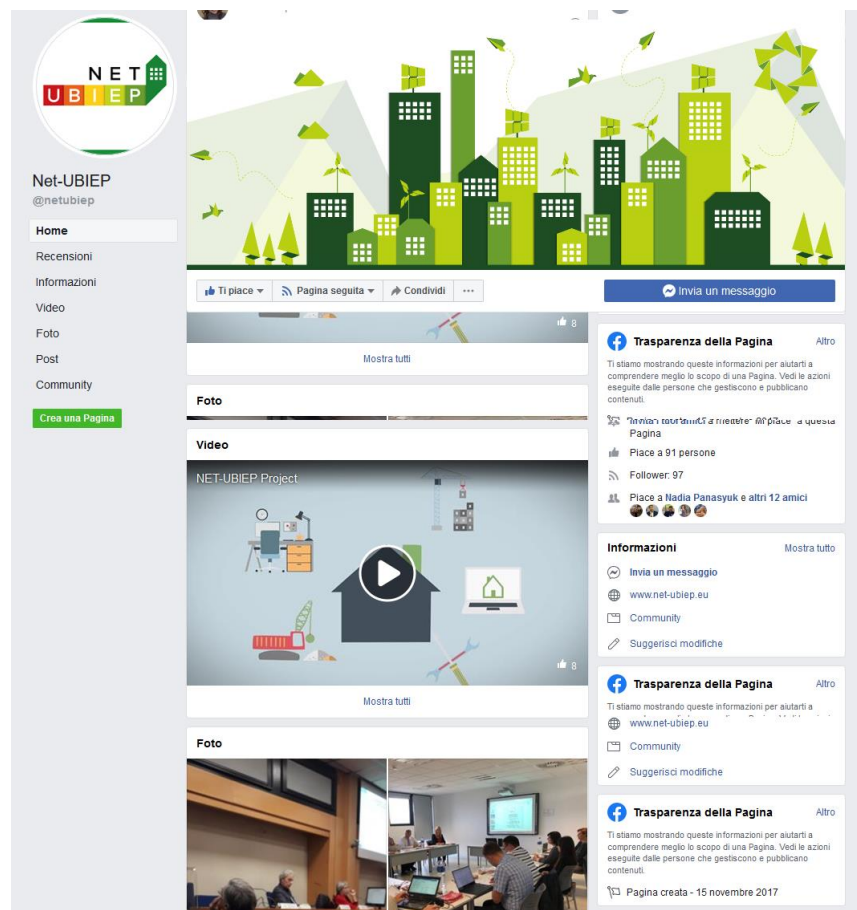 NET
UBIEP
Net-UBIEP
@netubiep
Home
Recensioni
Informazioni
Video
Foto
Post
Community
Crea una Pagina
Ti piace
Pagina seguita
Condividi
...
Invia un messaggio
8
Mostra tutti
Foto
Video
NET-UBIEP Project
8
Mostra tutti
Foto
Trasparenza della Pagina Altro
Ti stiamo mostrando queste informazioni per aiutarti a
comprendere meglio lo scopo di una Pagina. Vedi le azioni
eseguite dalle persone che gestiscono e pubblicano
contenuti.
a mettere "Mi piace" a questa
Pagina
Piace a 91 persone
Follower: 97
Piace a Nadia Panasyuk e altri 12 amici
Informazioni Mostra tutto
Invia un messaggio
www.net-ubiep.eu
Community
Suggerisci modifiche
Trasparenza della Pagina Altro
Ti stiamo mostrando queste informazioni per aiutarti a
www.net-ubiep.eu
Community
Suggerisci modifiche
Trasparenza della Pagina Altro
Ti stiamo mostrando queste informazioni per aiutarti a
comprendere meglio lo scopo di una Pagina. Vedi le azioni
eseguite dalle persone che gestiscono e pubblicano
contenuti.
Pagina creata - 15 novembre 2017